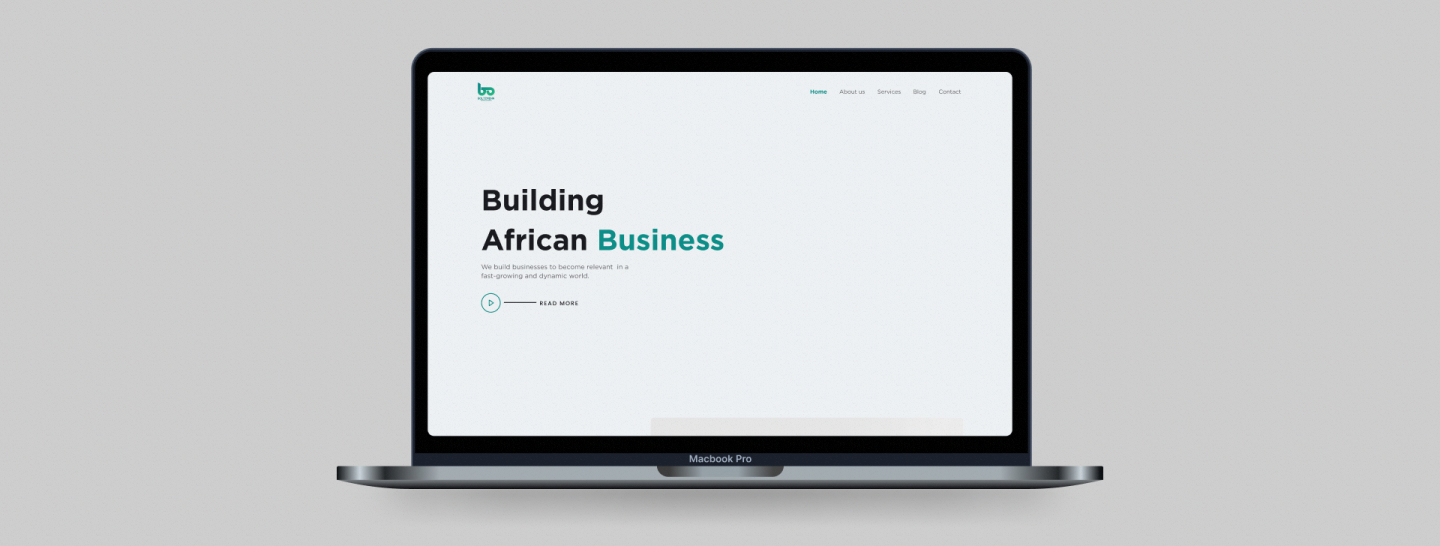 bo
Home About us Services Blog Contact
Building
African Business
We build businesses to become relevant in a
fast-growing and dynamic world.
READ MORE
Macbook Pro